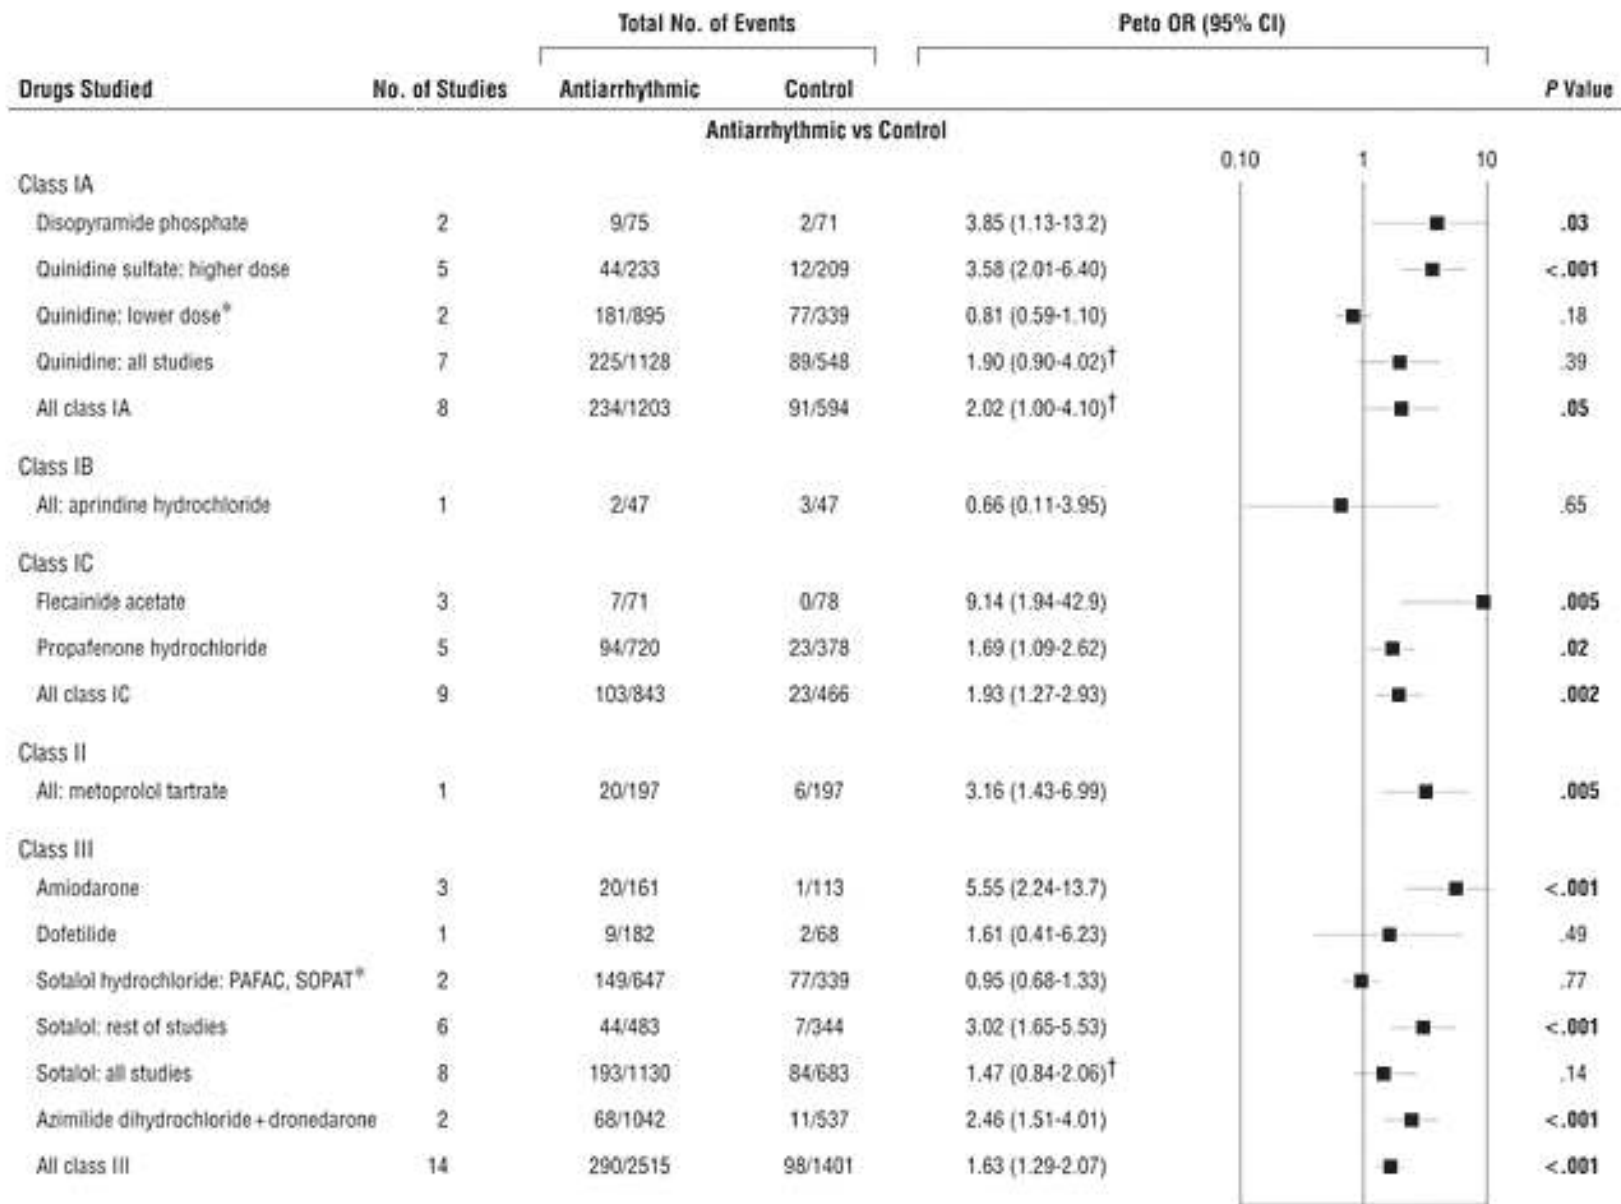 Total No. of Events Peto OR (95% CI)
Drugs Studied No. of Studies Antiarrhythmic Control P Value
Antiarrhythmic vs Control
0.10 1 10
Class IA
Disopyramide phosphate 2 9/75 2/71 3.85 (1.13-13.2) .03
Quinidine sulfate: higher dose 5 44/233 12/209 3.58 (2.01-6.40) <.001
Quinidine: lower dose* 2 181/895 77/339 0.81 (0.59-1.10) .18
Quinidine: all studies 7 225/1128 89/548 1.90 (0.90-4.02)† .39
All class IA 8 234/1203 91/594 2.02 (1.00-4.10)† .05
Class IB
All: aprindine hydrochloride 1 2/47 3/47 0.66 (0.11-3.95) .65
Class IC
Flecainide acetate 3 7/71 0/78 9.14 (1.94-42.9) .005
Propafenone hydrochloride 5 94/720 23/378 1.69 (1.09-2.62) .02
All class IC 9 103/843 23/466 1.93 (1.27-2.93) .002
Class II
All: metoprolol tartrate 1 20/197 6/197 3.16 (1.43-6.99) .005
Class III
Amiodarone 3 20/161 1/113 5.55 (2.24-13.7) <.001
Dofetilide 1 9/182 2/68 1.61 (0.41-6.23) .49
Sotalol hydrochloride: PAFAC, SOPAT* 2 149/647 77/339 0.95 (0.68-1.33) .77
Sotalol: rest of studies 6 44/483 7/344 3.02 (1.65-5.53) <.001
Sotalol: all studies 8 193/1130 84/683 1.47 (0.84-2.06)† .14
Azimilide dihydrochloride + dronedarone 2 68/1042 11/537 2.46 (1.51-4.01) <.001
All class III 14 290/2515 98/1401 1.63 (1.29-2.07) <.001